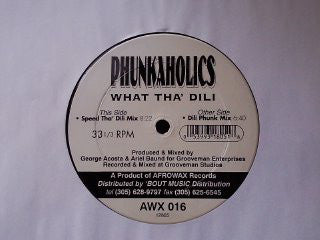 PHUNKAHOLICS
WHAT THA' DILI
This Side
• Speed Tha' Dili Mix 8:22
Other Side
• Dili Phunk Mix 5:40
33 1/3 RPM
Produced & Mixed by
George Acosta & Ariel Baund for Grooveman Enterprises
Recorded & Mixed at Grooveman Studios
A Product of AFROWAX Records
Distributed by 'BOUT MUSIC Distribution
tel (305) 628-9797 fax (305) 625-6545
AWX 016